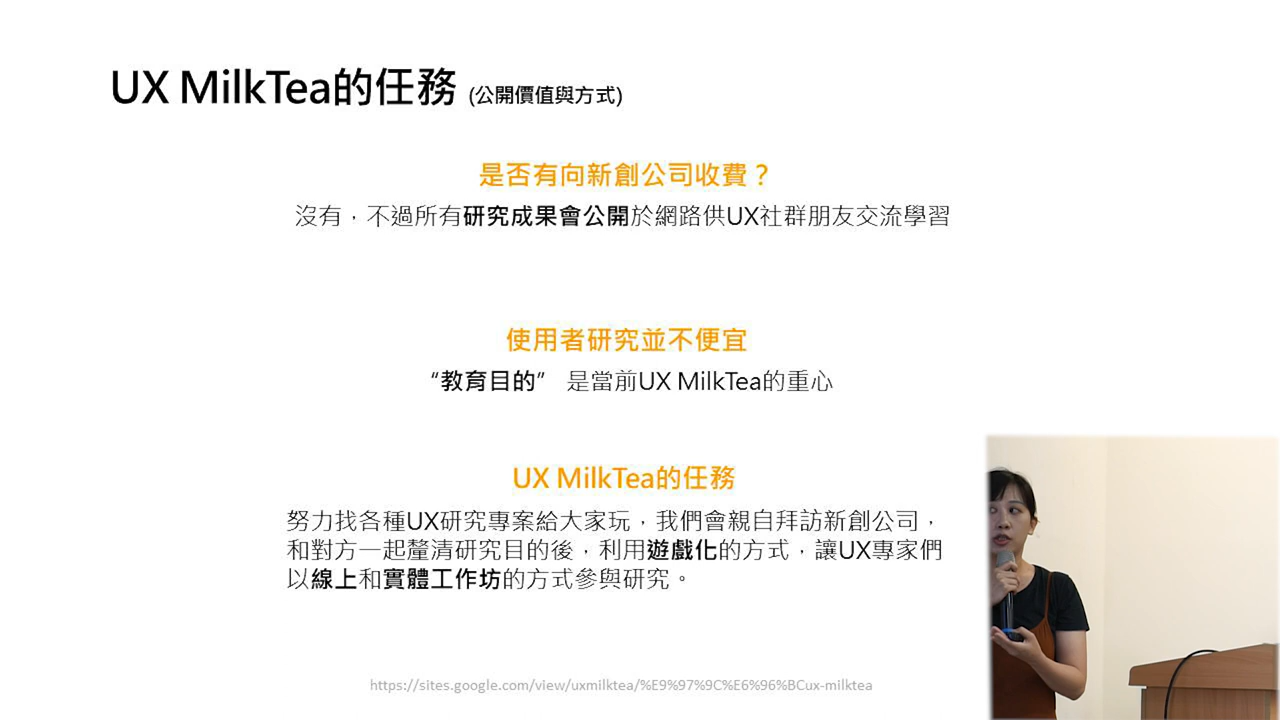 UX MilkTea的任務 (公開價值與方式)
是否有向新創公司收費？
沒有，不過所有研究成果會公開於網路供UX社群朋友交流學習
使用者研究並不便宜
“教育目的” 是當前UX MilkTea的重心
UX MilkTea的任務
努力找各種UX研究專案給大家玩，我們會親自拜訪新創公司，
和對方一起釐清研究目的後，利用遊戲化的方式，讓UX專家們
以線上和實體工作坊的方式參與研究。
https://sites.google.com/view/uxmilktea/%E9%97%9C%E6%96%BCux-milktea